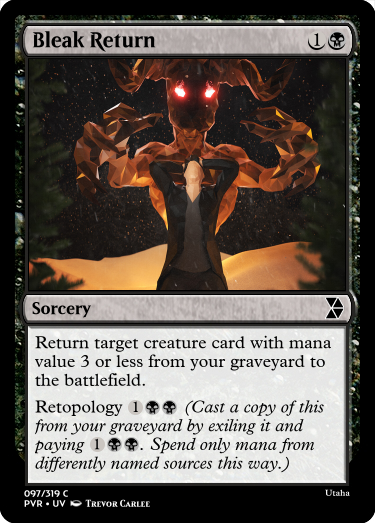 Bleak Return 1
Sorcery
Return target creature card with mana
value 3 or less from your graveyard to
the battlefield.
Retopology 1 (Cast a copy of this
from your graveyard by exiling it and
paying 1. Spend only mana from
differently named sources this way.)
097/319 C
Utaha
PVR • UV Trevor Carlee